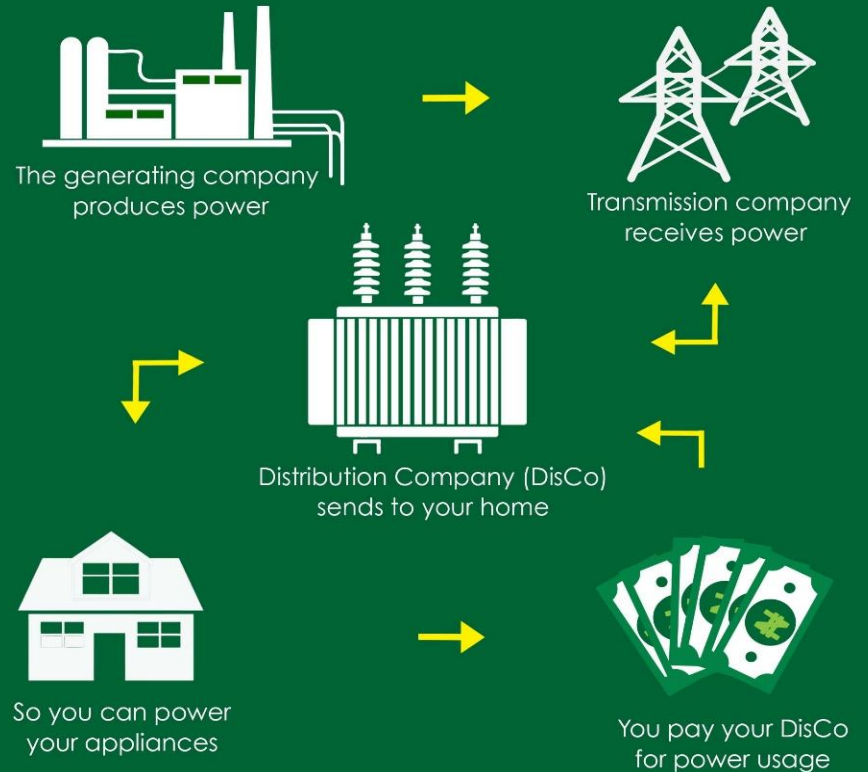 The generating company
produces power
Transmission company
receives power
Distribution Company (DisCo)
sends to your home
So you can power
your appliances
You pay your DisCo
for power usage